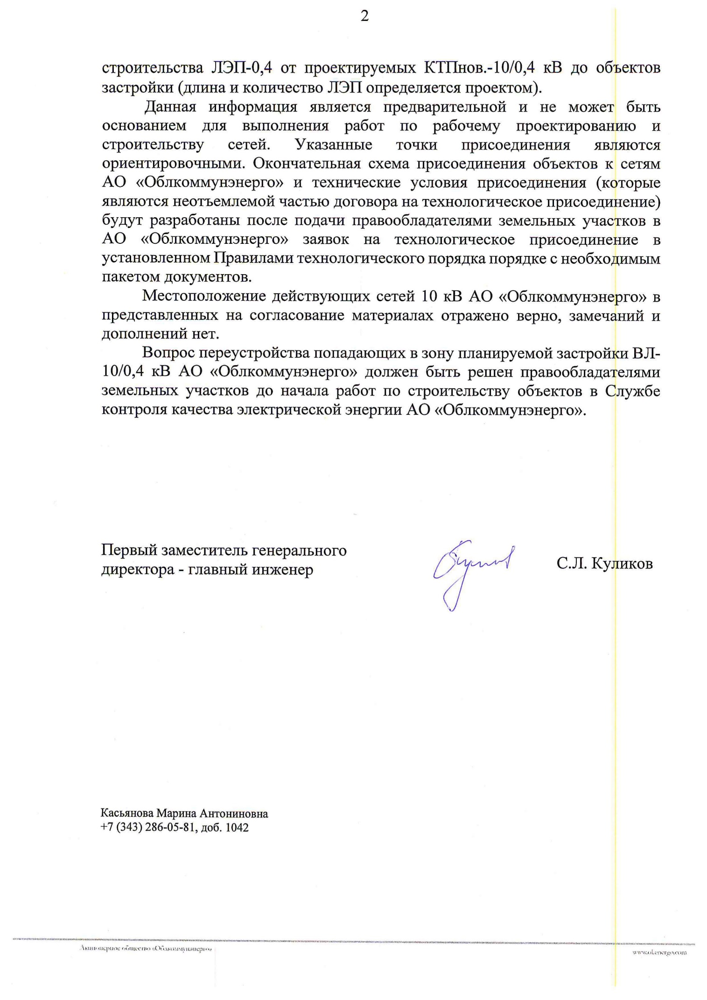 2
строительства ЛЭП-0,4 от проектируемых КТПнов.-10/0,4 кВ до объектов
застройки (длина и количество ЛЭП определяется проектом).
Данная информация является предварительной и не может быть
основанием для выполнения работ по рабочему проектированию и
строительству сетей. Указанные точки присоединения являются
ориентировочными. Окончательная схема присоединения объектов к сетям
АО «Облкоммунэнерго» и технические условия присоединения (которые
являются неотъемлемой частью договора на технологическое присоединение)
будут разработаны после подачи правообладателями земельных участков в
АО «Облкоммунэнерго» заявок на технологическое присоединение в
установленном Правилами технологического порядка порядке с необходимым
пакетом документов.
Местоположение действующих сетей 10 кВ АО «Облкоммунэнерго» в
представленных на согласование материалах отражено верно, замечаний и
дополнений нет.
Вопрос переустройства попадающих в зону планируемой застройки ВЛ-
10/0,4 кВ АО «Облкоммунэнерго» должен быть решен правообладателями
земельных участков до начала работ по строительству объектов в Службе
контроля качества электрической энергии АО «Облкоммунэнерго».
Первый заместитель генерального
директора - главный инженер
С.Л. Куликов
Касьянова Марина Антониновна
+7 (343) 286-05-81, доб. 1042
Акционерное общество «Облкоммунэнерго»
www.okenergo.com